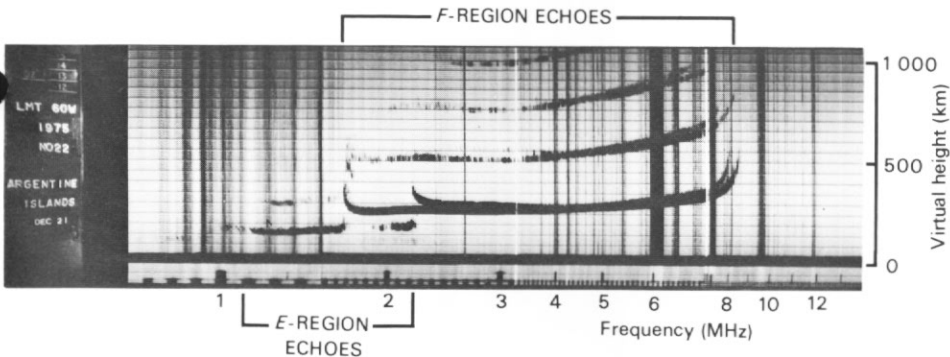 F-REGION ECHOES
LMT 60W
1975
NO22
ARGENTINE
ISLANDS
DEC 21
1 000
500
0
Virtual height (km)
1 2 3 4 5 6 8 10 12
Frequency (MHz)
E-REGION
ECHOES